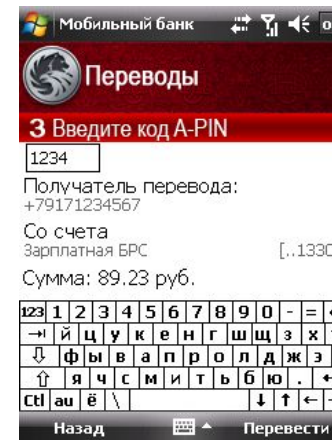 Мобильный банк
Переводы
3 Введите код A-PIN
1234
Получатель перевода:
+79171234567
Со счета
Зарплатная БРС [..1330
Сумма: 89.23 руб.
123 1 2 3 4 5 6 7 8 9 0 - =
й ц у к е н г ш щ з х
ф ы в а п р о л д ж э
я ч с м и т ь б ю .
Ctl au ё \
Назад Перевести